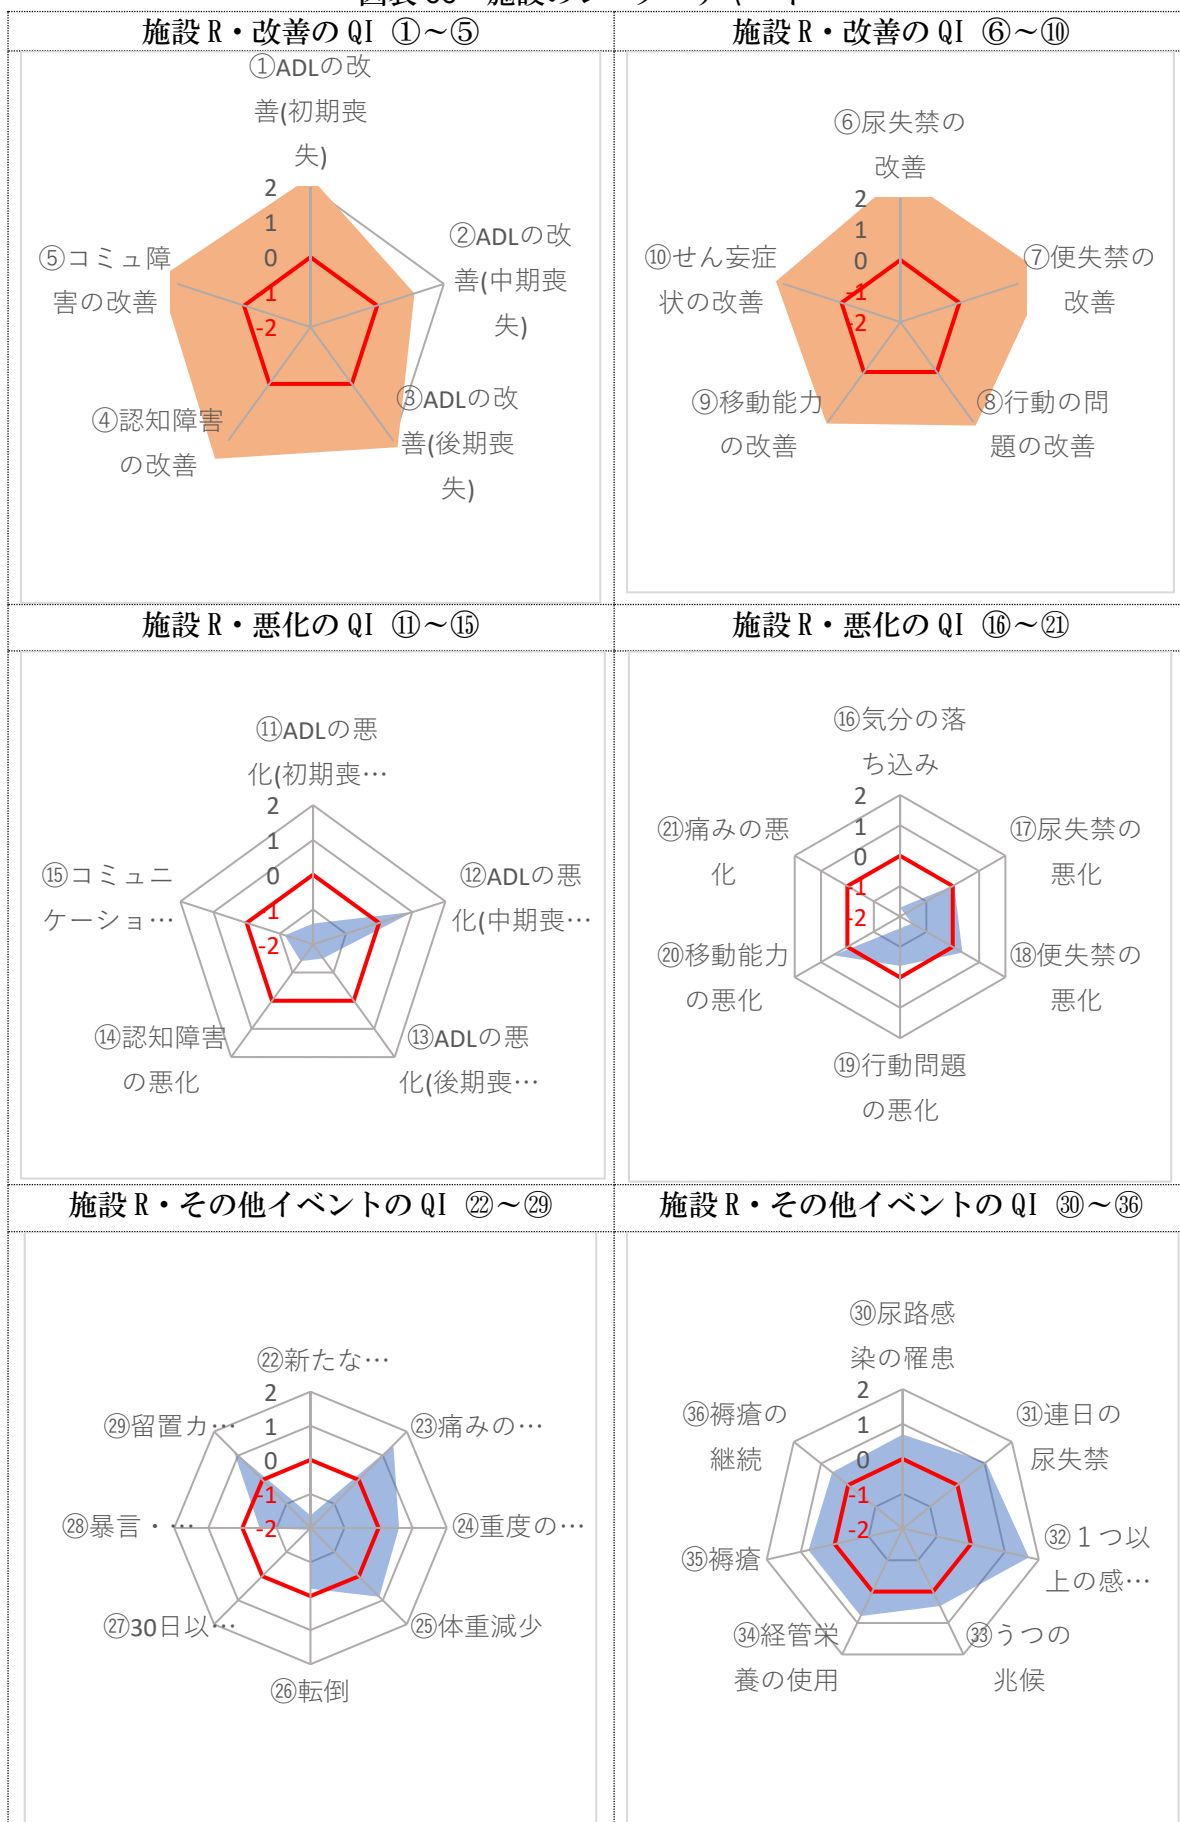 施設 R・改善の QI ①～⑤
施設 R・改善の QI ⑥～⑩
①ADLの改
善(初期喪
失)
2
1
0
-1
-2
②ADLの改
善(中期喪
失)
③ADLの改
善(後期喪
失)
④認知障害
の改善
⑤コミュ障
害の改善
⑥尿失禁の
改善
2
1
0
-1
-2
⑦便失禁の
改善
⑧行動の問
題の改善
⑨移動能力
の改善
⑩せん妄症
状の改善
施設 R・悪化の QI ⑪～⑮
施設 R・悪化の QI ⑯～㉑
⑪ADLの悪
化(初期喪…
2
1
0
-1
-2
⑫ADLの悪
化(中期喪…
⑬ADLの悪
化(後期喪…
⑭認知障害
の悪化
⑮コミュニ
ケーショ…
⑯気分の落
ち込み
2
1
0
-1
-2
⑰尿失禁の
悪化
⑱便失禁の
悪化
⑲行動問題
の悪化
⑳移動能力
の悪化
㉑痛みの悪
化
施設 R・その他イベントの QI ㉒～㉙
施設 R・その他イベントの QI ㉚～㊱
㉒新たな…
2
1
0
-1
-2
㉓痛みの…
㉔重度の…
㉕体重減少
㉖転倒
㉗30日以…
㉘暴言・…
㉙留置カ…
㉚尿路感
染の罹患
2
1
0
-1
-2
㉛連日の
尿失禁
㉜１つ以
上の感…
㉝うつの
兆候
㉞経管栄
養の使用
㉟褥瘡
㊱褥瘡の
継続